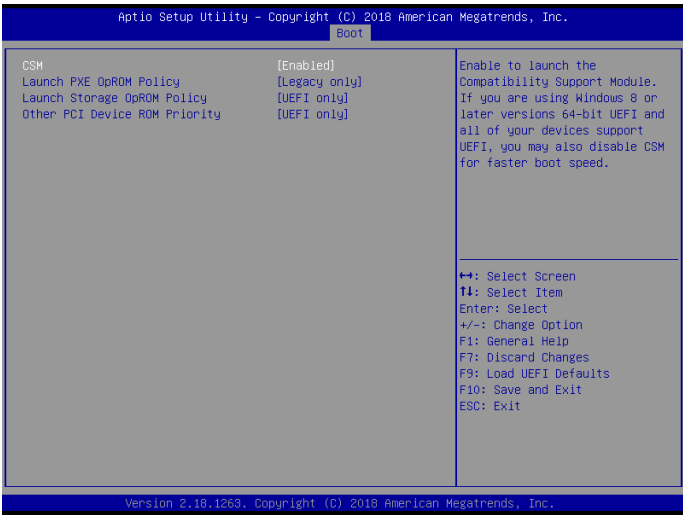 Aptio Setup Utility – Copyright (C) 2018 American Megatrends, Inc.
Boot
CSM [Enabled]
Launch PXE OpROM Policy [Legacy only]
Launch Storage OpROM Policy [UEFI only]
Other PCI Device ROM Priority [UEFI only]
Enable to launch the
Compatibility Support Module.
If you are using Windows 8 or
later versions 64-bit UEFI and
all of your devices support
UEFI, you may also disable CSM
for faster boot speed.
↔: Select Screen
↑↓: Select Item
Enter: Select
+/-: Change Option
F1: General Help
F7: Discard Changes
F9: Load UEFI Defaults
F10: Save and Exit
ESC: Exit
Version 2.18.1263. Copyright (C) 2018 American Megatrends, Inc.